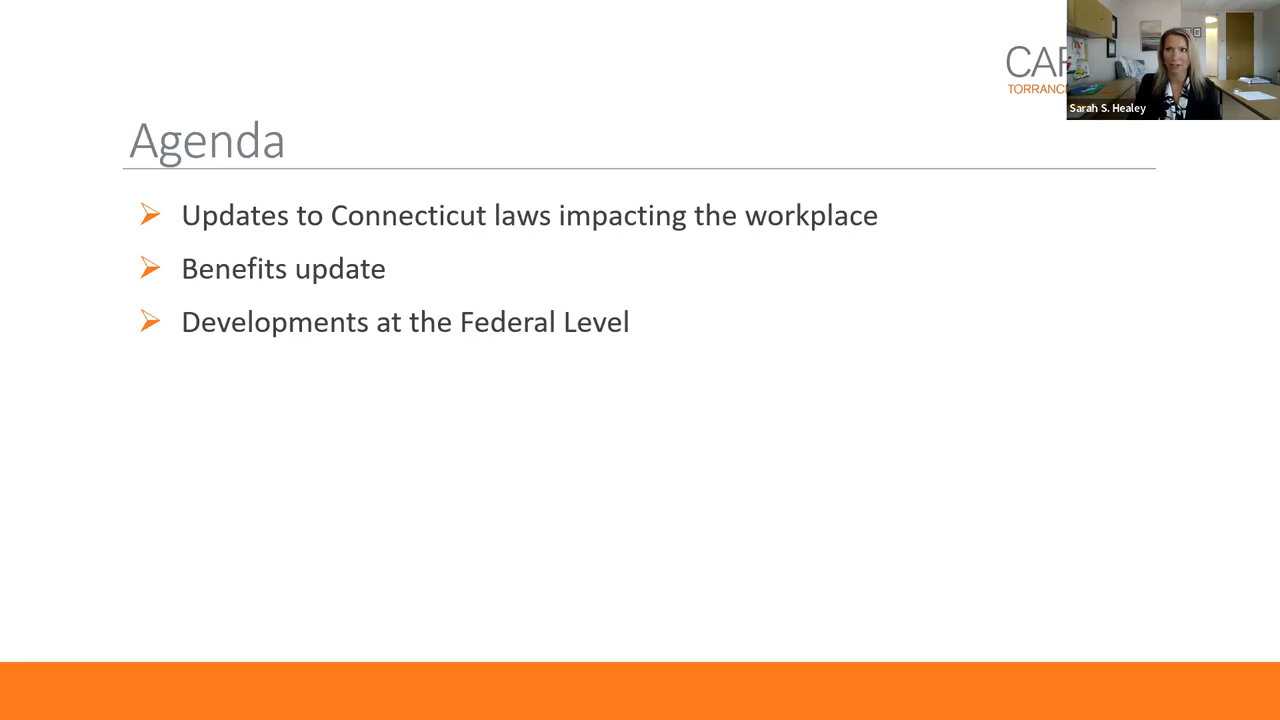 Sarah S. Healey
Agenda
Updates to Connecticut laws impacting the workplace
Benefits update
Developments at the Federal Level